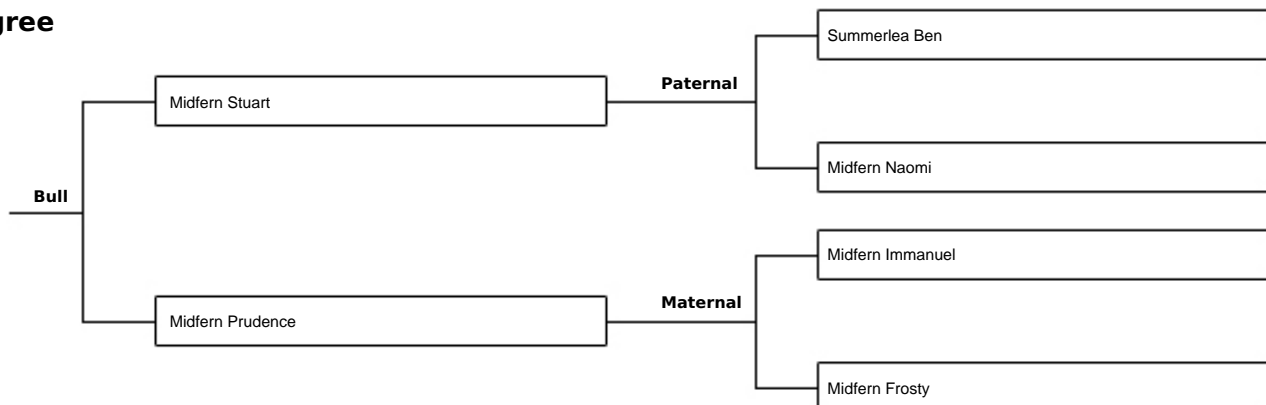 gree
Summerlea Ben
Paternal
Midfern Stuart
Midfern Naomi
Bull
Midfern Immanuel
Maternal
Midfern Prudence
Midfern Frosty